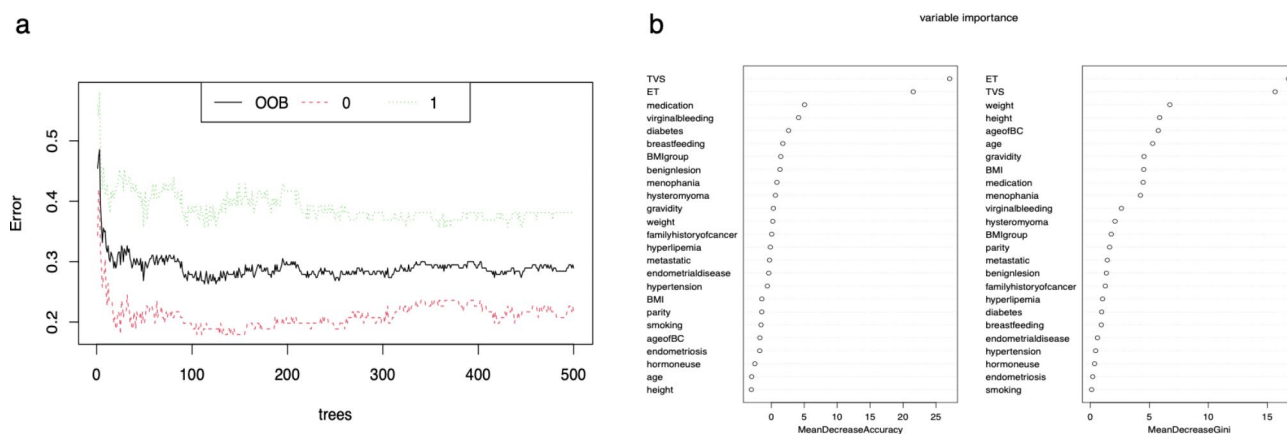 a
OOB 0 1
Error
0.5
0.4
0.3
0.2
0 100 200 300 400 500
trees
b
variable importance
TVS
ET
medication
virginalbleeding
diabetes
breastfeeding
BMIgroup
benignlesion
menophania
hysteromyoma
gravidity
weight
familyhistoryofcancer
hyperlipemia
metastatic
endometrialdisease
hypertension
BMI
parity
smoking
ageofBC
endometriosis
hormoneuse
age
height
0 5 10 15 20 25
MeanDecreaseAccuracy
ET
TVS
weight
height
ageofBC
age
gravidity
BMI
medication
menophania
virginalbleeding
hysteromyoma
BMIgroup
parity
metastatic
benignlesion
familyhistoryofcancer
hyperlipemia
diabetes
breastfeeding
endometrialdisease
hypertension
hormoneuse
endometriosis
smoking
0 5 10 15
MeanDecreaseGini